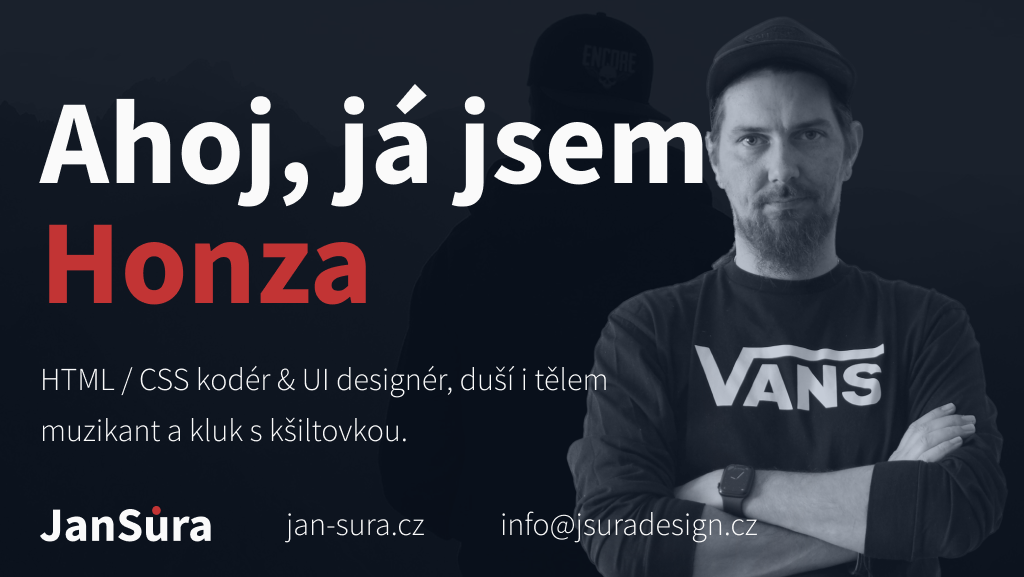 ENCORE
Ahoj, já jsem
Honza
HTML / CSS kodér & UI designér, duší i tělem
muzikant a kluk s kšiltovkou.
VANS
JanSůra
jan-sura.cz
info@jsuradesign.cz